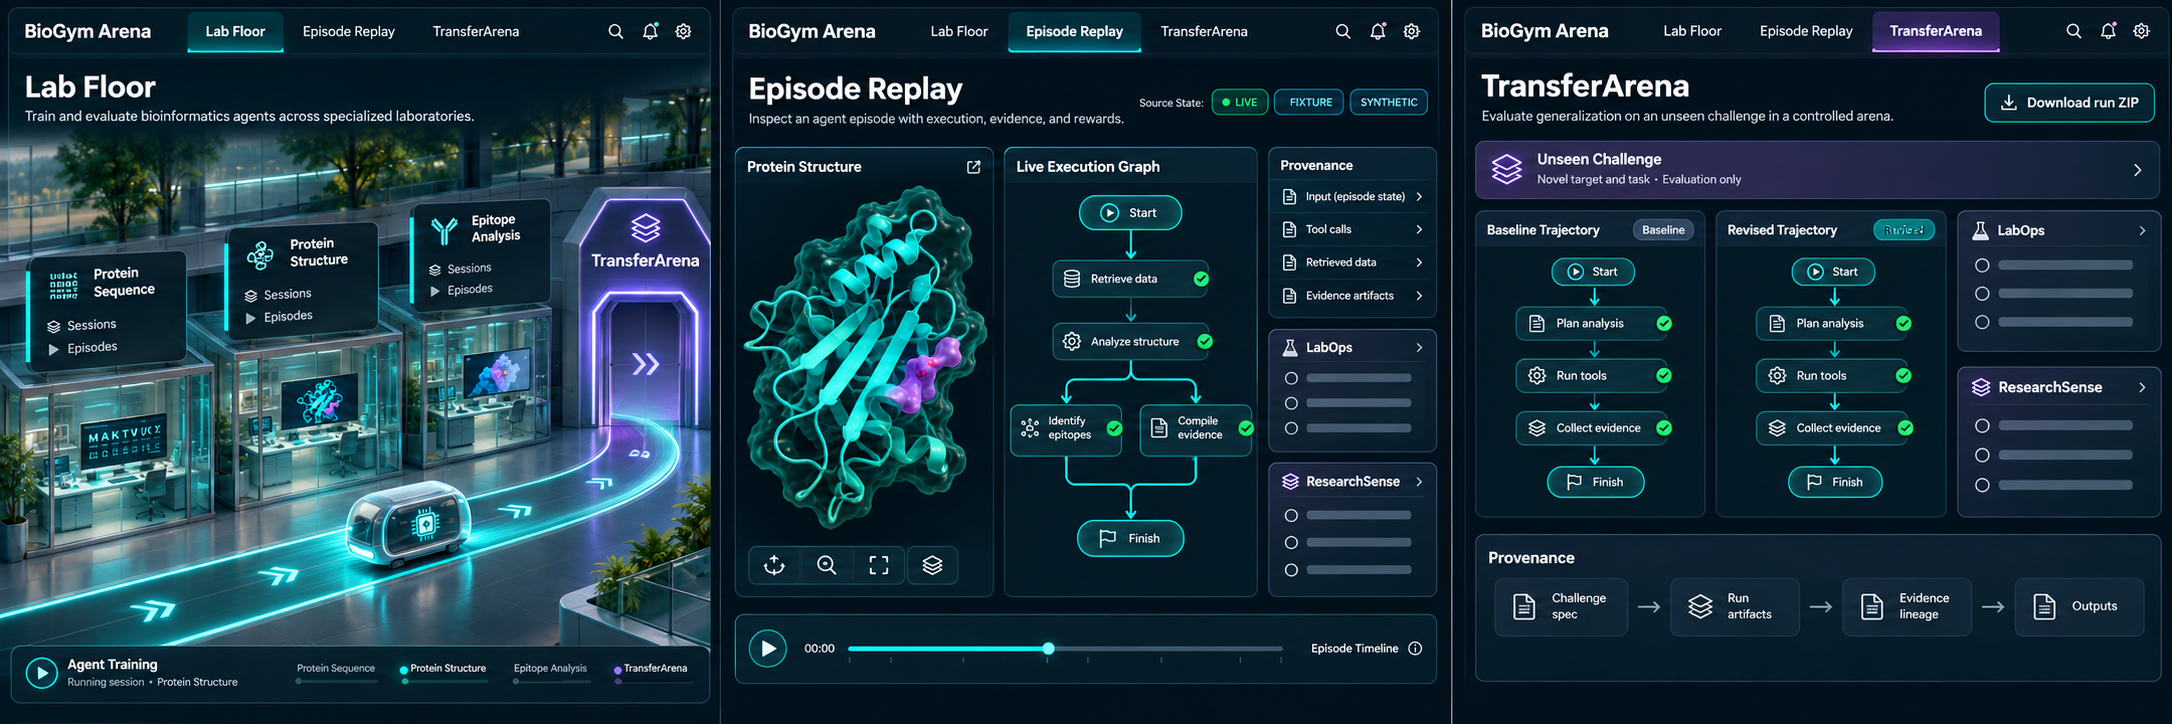 BioGym Arena
Lab Floor
Episode Replay
TransferArena
Lab Floor
Train and evaluate bioinformatics agents across specialized laboratories.
Protein
Sequence
Sessions
Episodes
Protein
Structure
Sessions
Episodes
Epitope
Analysis
Sessions
Episodes
TransferArena
Agent Training
Running session • Protein Structure
Protein Sequence
Protein Structure
Epitope Analysis
TransferArena
BioGym Arena
Lab Floor
Episode Replay
TransferArena
Episode Replay
Inspect an agent episode with execution, evidence, and rewards.
Source State:
LIVE
FIXTURE
SYNTHETIC
Protein Structure
Live Execution Graph
Start
Retrieve data
Analyze structure
Identify
epitopes
Compile
evidence
Finish
Provenance
Input (episode state)
Tool calls
Retrieved data
Evidence artifacts
LabOps
ResearchSense
00:00
Episode Timeline
BioGym Arena
Lab Floor
Episode Replay
TransferArena
TransferArena
Evaluate generalization on an unseen challenge in a controlled arena.
Download run ZIP
Unseen Challenge
Novel target and task • Evaluation only
Baseline Trajectory
Baseline
Start
Plan analysis
Run tools
Collect evidence
Finish
Revised Trajectory
Revised
Start
Plan analysis
Run tools
Collect evidence
Finish
LabOps
ResearchSense
Provenance
Challenge
spec
Run
artifacts
Evidence
lineage
Outputs